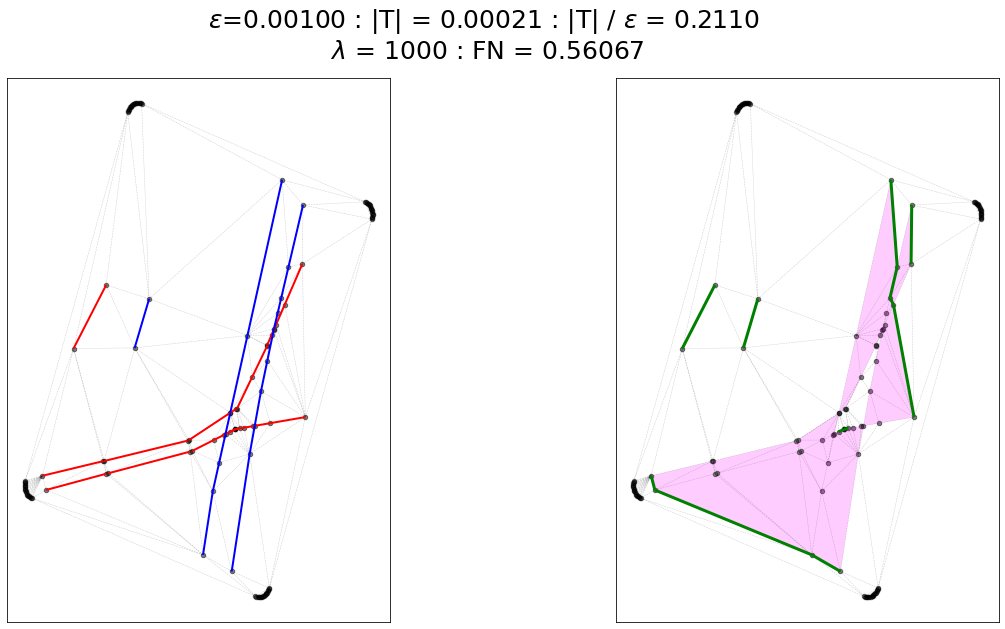 ε=0.00100 : |T| = 0.00021 : |T| / ε = 0.2110
λ = 1000 : FN = 0.56067